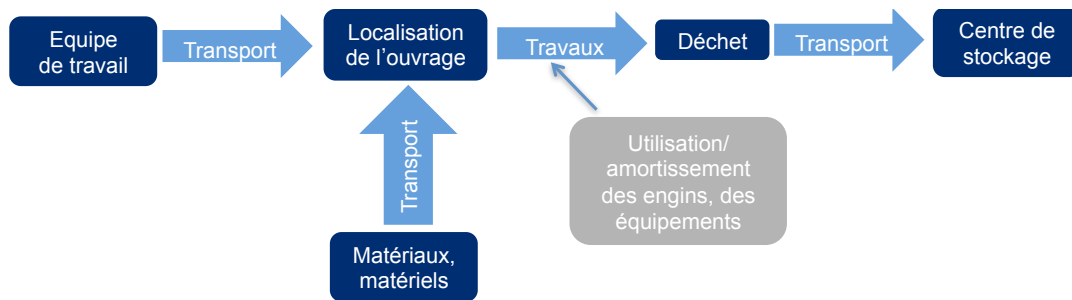 Equipe
de travail
Transport
Localisation
de l’ouvrage
Travaux
Déchet
Transport
Centre de
stockage
Transport
Utilisation/
amortissement
des engins, des
équipements
Matériaux,
matériels